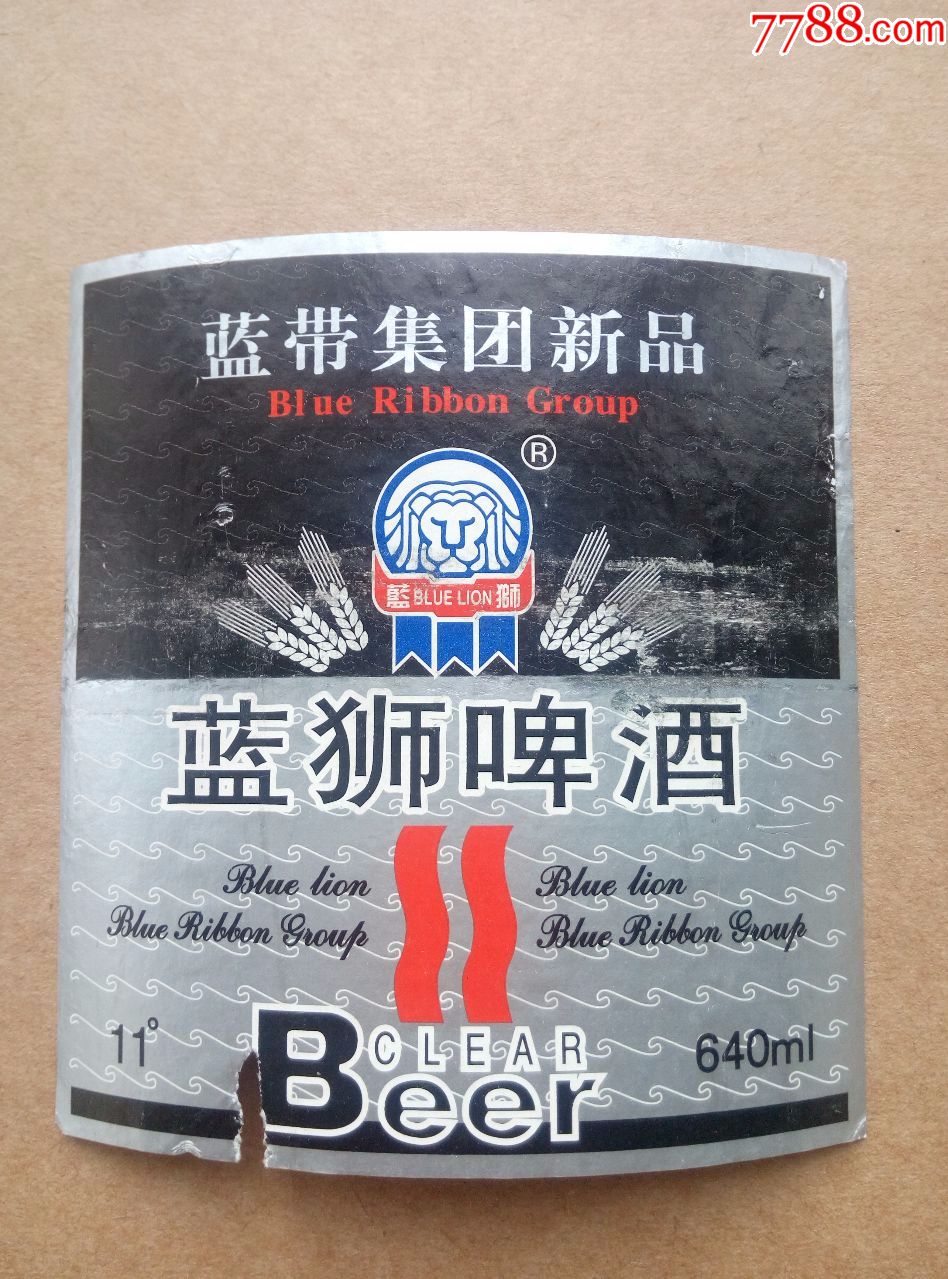 7788.com
蓝带集团新品
Blue Ribbon Group
®
藍 BLUE LION 獅
蓝狮啤酒
Blue lion Blue lion
Blue Ribbon Group Blue Ribbon Group
11° CLEAR 640ml
Beer